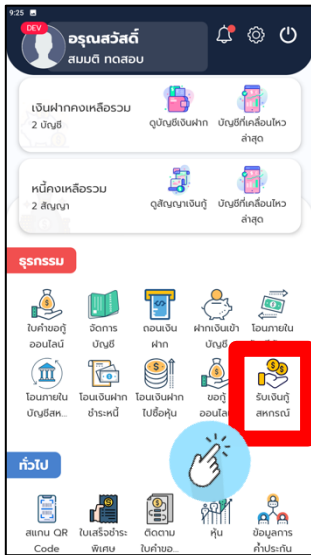 9:25
DEV
อรุณสวัสดิ์
สมมติ ทดสอบ
เงินฝากคงเหลือรวม
2 บัญชี
ดูบัญชีเงินฝาก
บัญชีที่เคลื่อนไหว
ล่าสุด
หนี้คงเหลือรวม
2 สัญญา
ดูสัญญาเงินกู้
บัญชีที่เคลื่อนไหว
ล่าสุด
ธุรกรรม
ใบคำขอกู้
ออนไลน์
จัดการ
บัญชี
ถอนเงิน
ฝาก
ฝากเงินเข้า
บัญชี
โอนภายใน
โอนภายใน
บัญชีสห...
โอนเงินฝาก
ชำระหนี้
โอนเงินฝาก
ไปซื้อหุ้น
ขอกู้
ออนไลน์
รับเงินกู้
สหกรณ์
ทั่วไป
สแกน QR
Code
ใบเสร็จชำระ
พิเศษ
ติดตาม
ใบคำขอ...
หุ้น
ข้อมูลการ
ค้ำประกัน